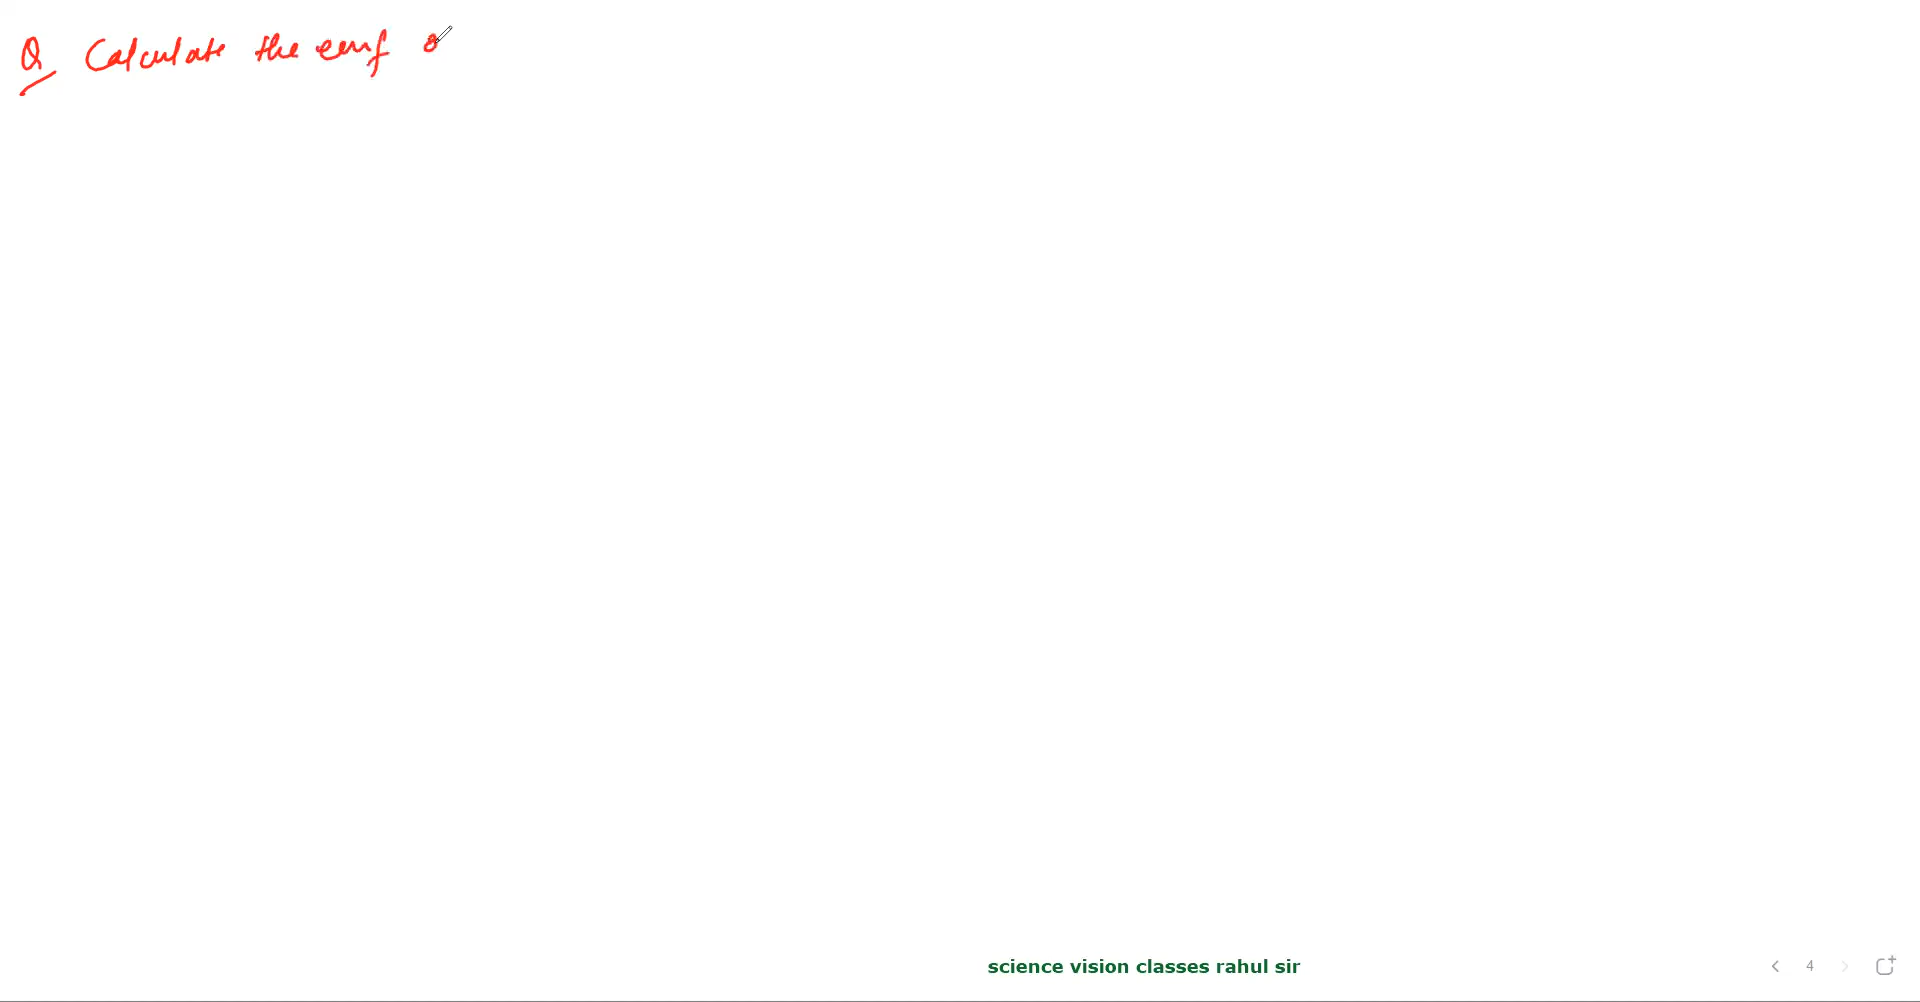 Q Calculate the emf o
science vision classes rahul sir
4